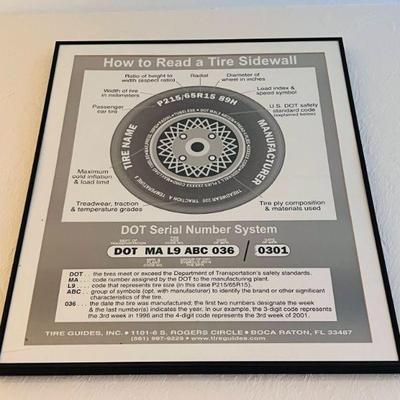 How to Read a Tire Sidewall
Ratio of height to
width (aspect ratio)
Radial
Diameter of
wheel in inches
Width of tire
in millimeters
Load index &
speed symbol
Passenger
car tire
U.S. DOT safety
standard code
(explained below)
P215/65R15 89H
TIRE NAME
MANUFACTURER
Maximum
cold inflation
& load limit
Treadwear, traction
& temperature grades
Tire ply composition
& materials used
TREADWEAR 220 TRACTION A TEMPERATURE A
DOT Serial Number System
DOT MA L9 ABC 036 / 0301
DOT . . the tires meet or exceed the Department of Transportation's safety standards.
MA . . . code number assigned by the DOT to the manufacturing plant.
L9 . . . code that represents tire size (in this case P215/65R15).
ABC . . group of symbols (opt. with manufacturer) to identify the brand or other significant
characteristics of the tire.
036 . . . the date the tire was manufactured; the first two numbers designate the week
& the last number(s) indicates the year. In our example, the 3-digit code represents
the 3rd week in 1996 and the 4-digit code represents the 3rd week of 2001.
TIRE GUIDES, INC. • 1101-6 S. ROGERS CIRCLE • BOCA RATON, FL 33487
(561) 997-9229 • www.tireguides.com